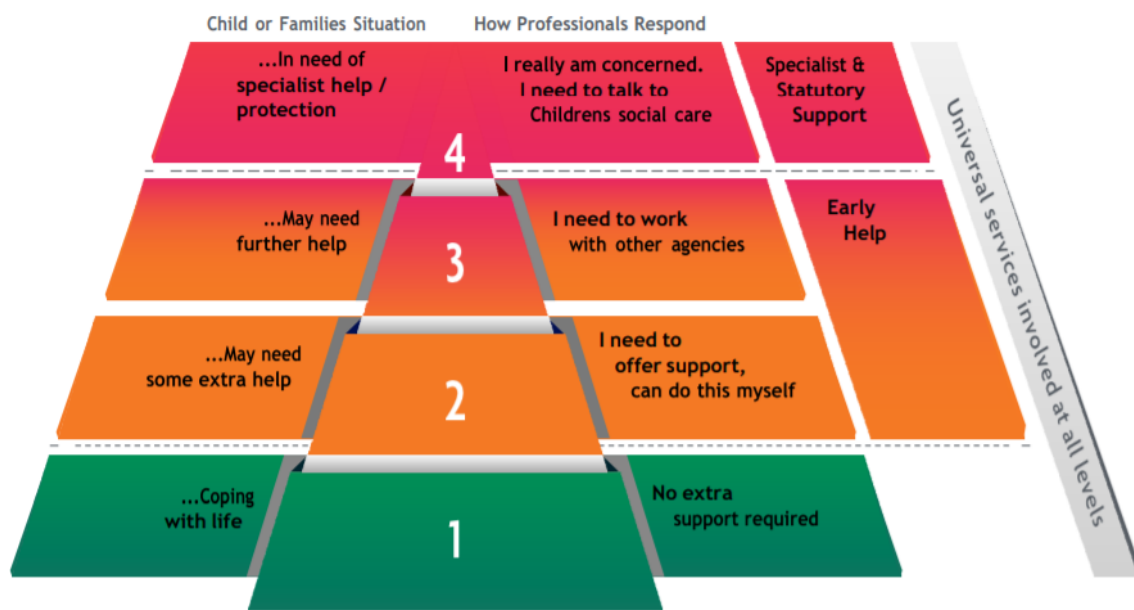 Child or Families Situation
How Professionals Respond
...In need of
specialist help /
protection
4
I really am concerned.
I need to talk to
Childrens social care
Specialist &
Statutory
Support
...May need
further help
3
I need to work
with other agencies
Early
Help
...May need
some extra help
2
I need to
offer support,
can do this myself
...Coping
with life
1
No extra
support required
Universal services involved at all levels